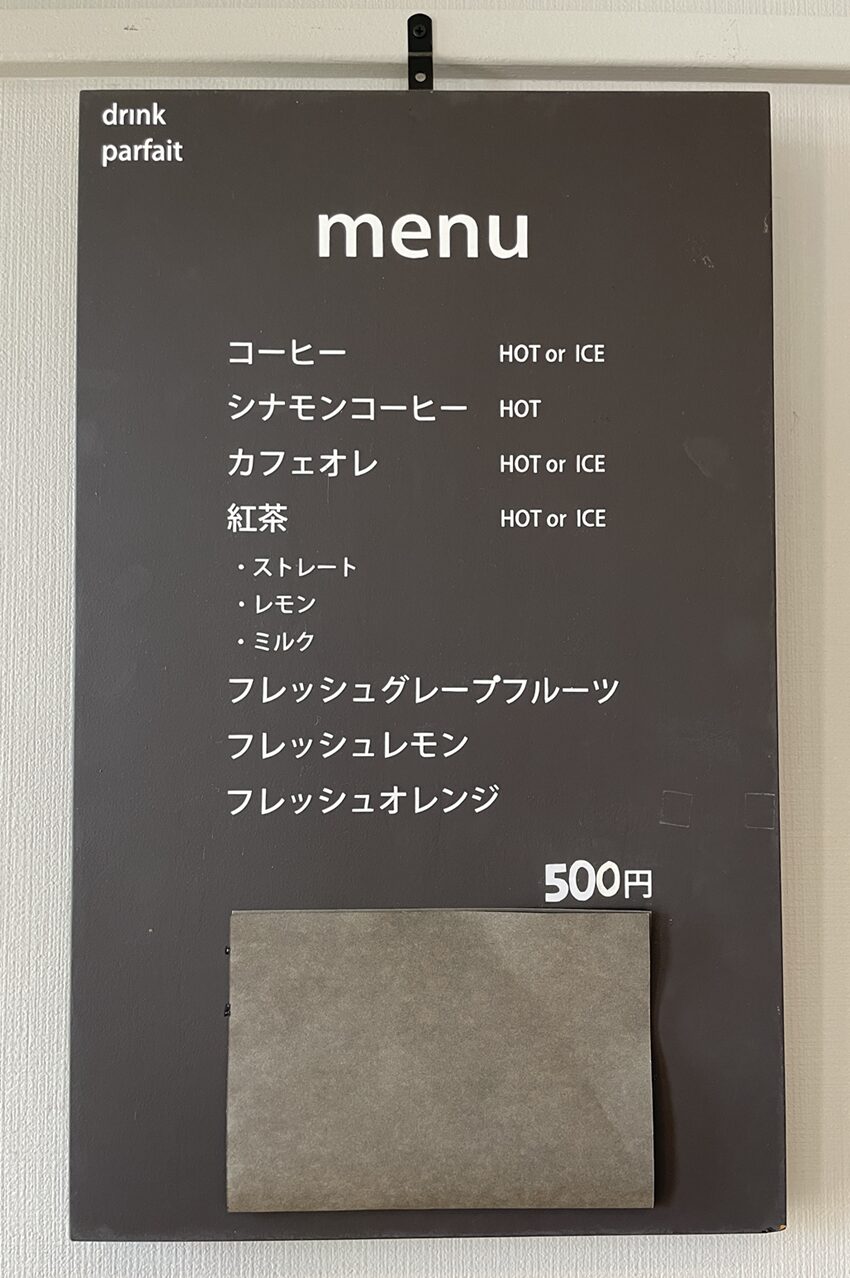 drink
parfait
menu
コーヒー HOT or ICE
シナモンコーヒー HOT
カフェオレ HOT or ICE
紅茶 HOT or ICE
・ストレート
・レモン
・ミルク
フレッシュグレープフルーツ
フレッシュレモン
フレッシュオレンジ
500円